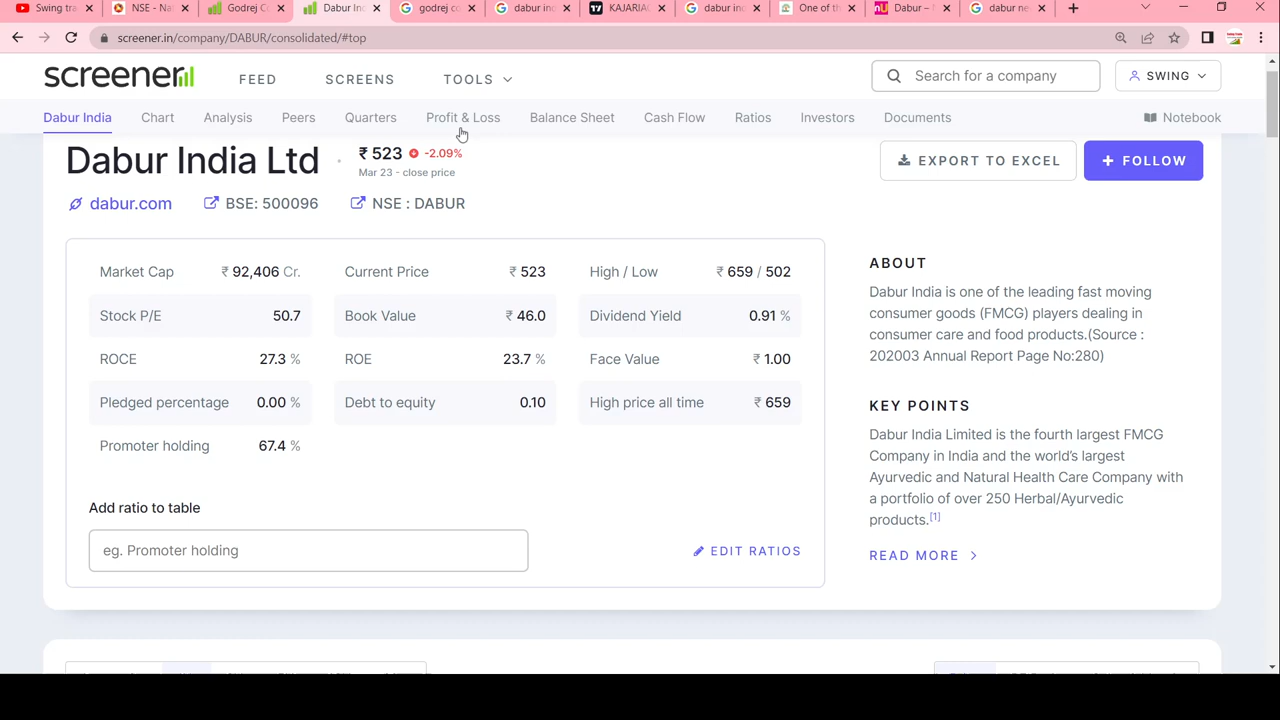 Swing tra
NSE - Na
Godrej Co
Dabur Ind
godrej co
dabur ind
KAJARIAC
dabur ind
One of th
Dabur –
dabur ne
screener.in/company/DABUR/consolidated/#top
screener
FEED
SCREENS
TOOLS
Search for a company
SWING
Dabur India
Chart
Analysis
Peers
Quarters
Profit & Loss
Balance Sheet
Cash Flow
Ratios
Investors
Documents
Notebook
Dabur India Ltd
₹ 523 -2.09%
Mar 23 - close price
EXPORT TO EXCEL
+ FOLLOW
dabur.com
BSE: 500096
NSE : DABUR
Market Cap ₹ 92,406 Cr.
Current Price ₹ 523
High / Low ₹ 659 / 502
Stock P/E 50.7
Book Value ₹ 46.0
Dividend Yield 0.91 %
ROCE 27.3 %
ROE 23.7 %
Face Value ₹ 1.00
Pledged percentage 0.00 %
Debt to equity 0.10
High price all time ₹ 659
Promoter holding 67.4 %
Add ratio to table
eg. Promoter holding
EDIT RATIOS
ABOUT
Dabur India is one of the leading fast moving
consumer goods (FMCG) players dealing in
consumer care and food products.(Source :
202003 Annual Report Page No:280)
KEY POINTS
Dabur India Limited is the fourth largest FMCG
Company in India and the world's largest
Ayurvedic and Natural Health Care Company with
a portfolio of over 250 Herbal/Ayurvedic
products.[1]
READ MORE